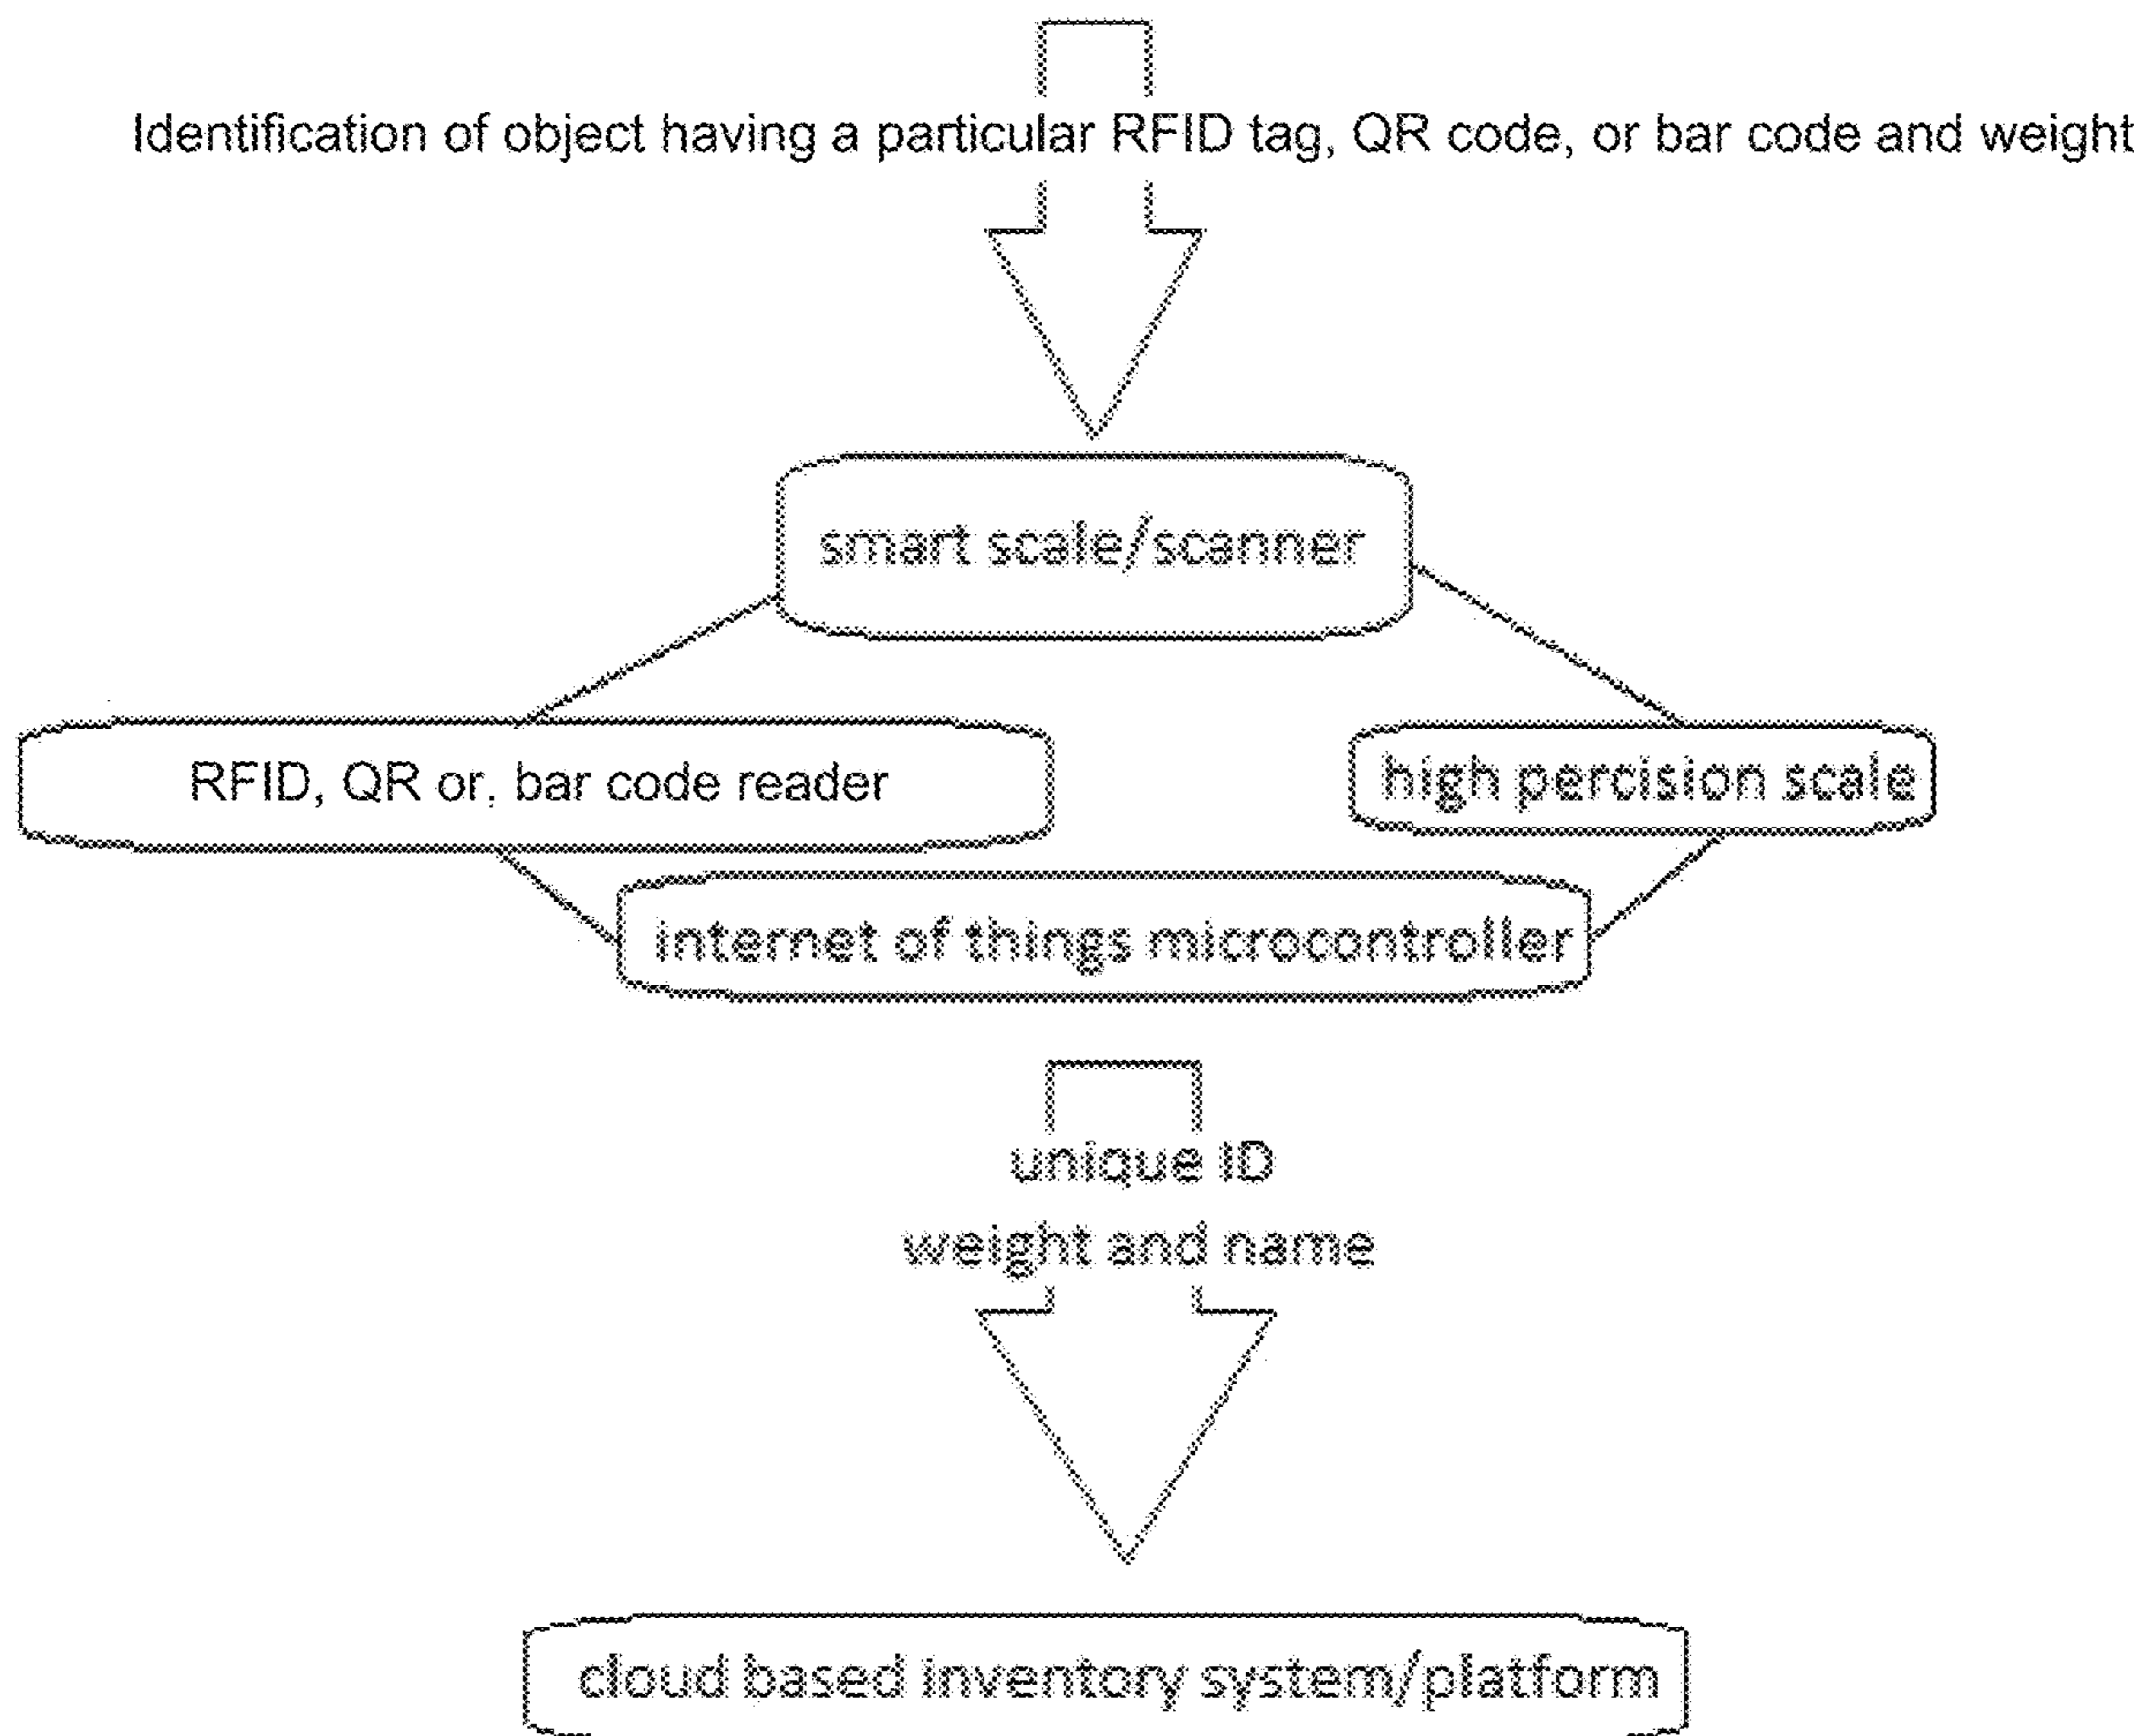 Identification of object having a particular RFID tag, QR code, or bar code and weight
smart scale/scanner
RFID, QR or, bar code reader
high percision scale
internet of things microcontroller
unique ID
weight and name
cloud based inventory system/platform